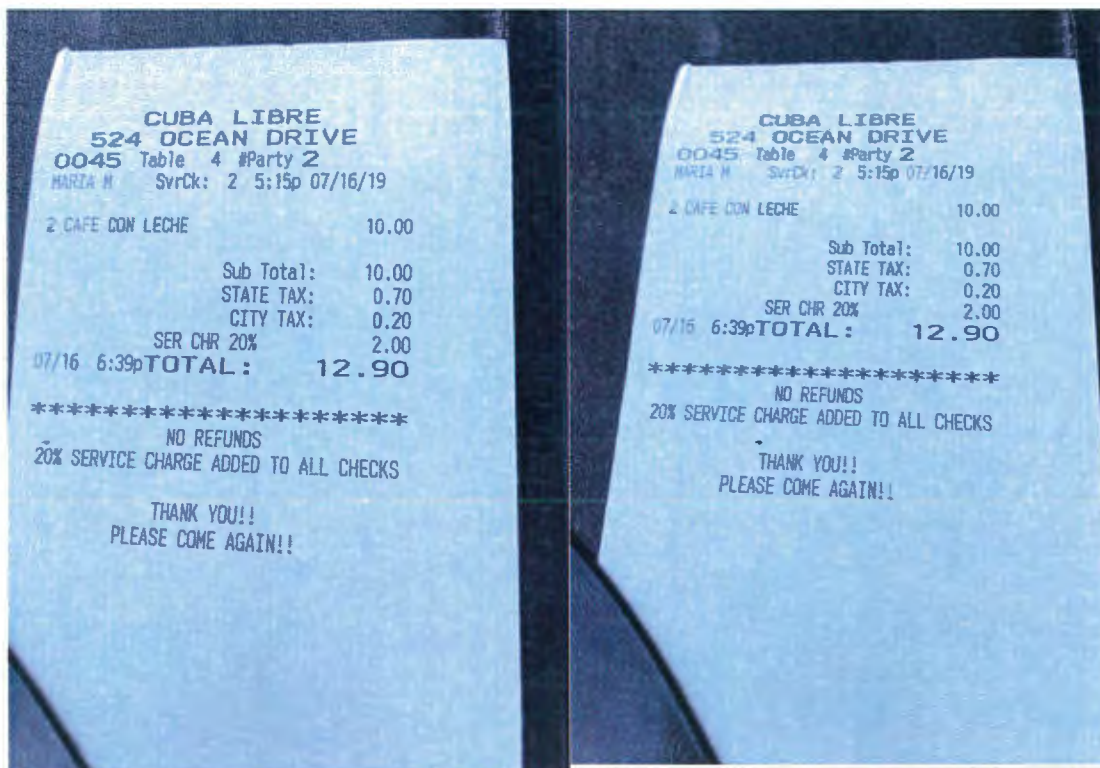 CUBA LIBRE
524 OCEAN DRIVE
0045 Table 4 #Party 2
MARIA M SvrCk: 2 5:15p 07/16/19
2 CAFE CON LECHE 10.00
Sub Total: 10.00
STATE TAX: 0.70
CITY TAX: 0.20
SER CHR 20% 2.00
07/16 6:39pTOTAL: 12.90
*********************
NO REFUNDS
20% SERVICE CHARGE ADDED TO ALL CHECKS
THANK YOU!!
PLEASE COME AGAIN!!
CUBA LIBRE
524 OCEAN DRIVE
0045 Table 4 #Party 2
MARIA M SvrCk: 2 5:15p 07/16/19
2 CAFE CON LECHE 10.00
Sub Total: 10.00
STATE TAX: 0.70
CITY TAX: 0.20
SER CHR 20% 2.00
07/16 6:39pTOTAL: 12.90
*********************
NO REFUNDS
20% SERVICE CHARGE ADDED TO ALL CHECKS
THANK YOU!!
PLEASE COME AGAIN!!